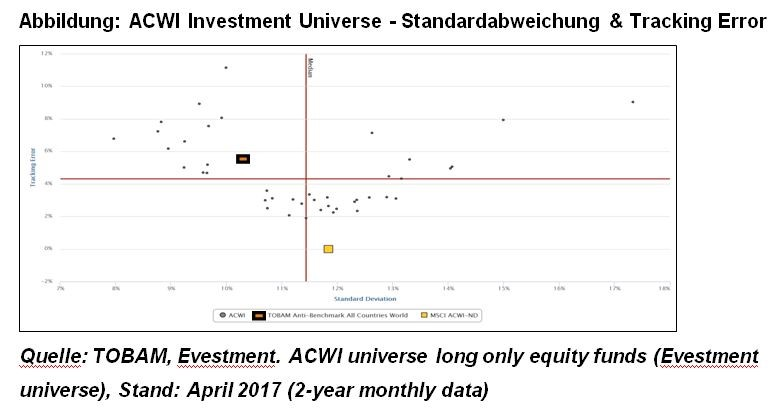 Abbildung: ACWI Investment Universe - Standardabweichung & Tracking Error
12%
10%
8%
6%
4%
2%
0%
-2%
Tracking Error
Median
7%
8%
9%
10%
11%
12%
13%
14%
15%
16%
17%
18%
Standard Deviation
ACWI
TOBAM Anti-Benchmark All Countries World
MSCI ACWI-ND
Quelle: TOBAM, Evestment. ACWI universe long only equity funds (Evestment
universe), Stand: April 2017 (2-year monthly data)